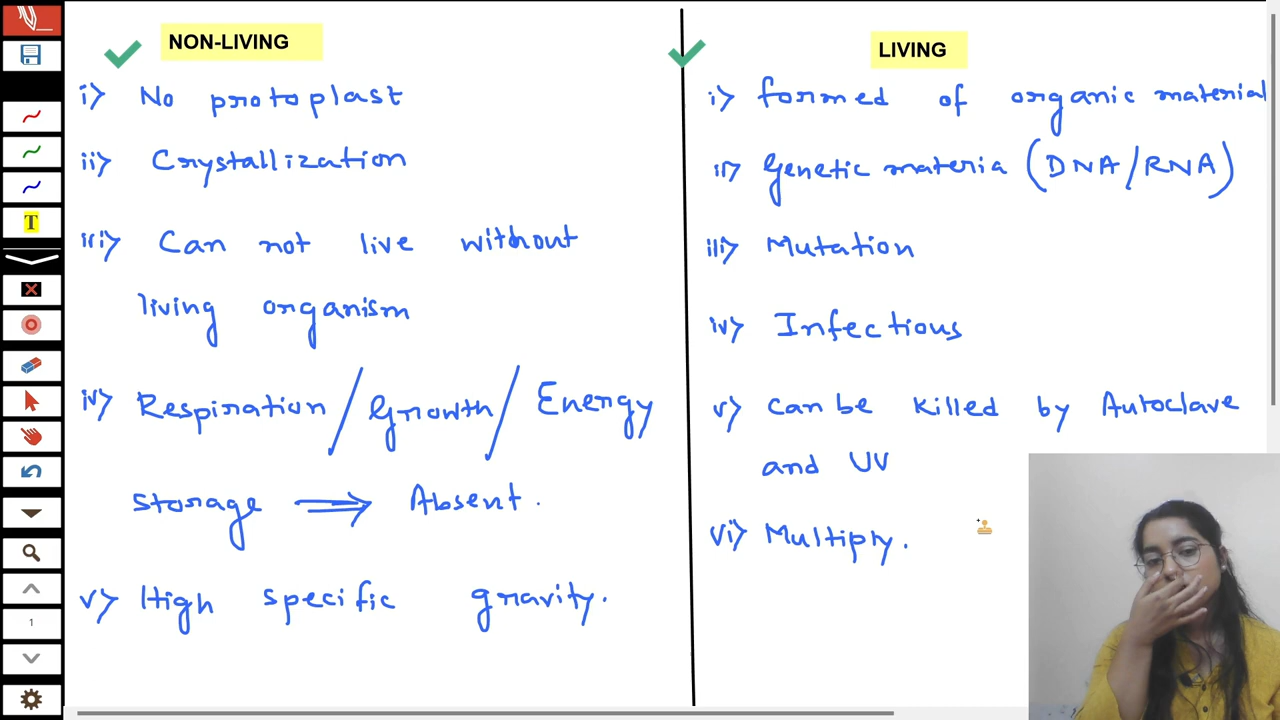 NON-LIVING
i) No protoplast
ii) Crystallization
iii) Can not live without
living organism
iv) Respiration / Growth / Energy
storage ⟹ Absent.
v) High specific gravity.
LIVING
i) formed of organic material
ii) Genetic materia (DNA/RNA)
iii) Mutation
iv) Infectious
v) Can be killed by Autoclave
and UV
vi) Multiply.
T
1